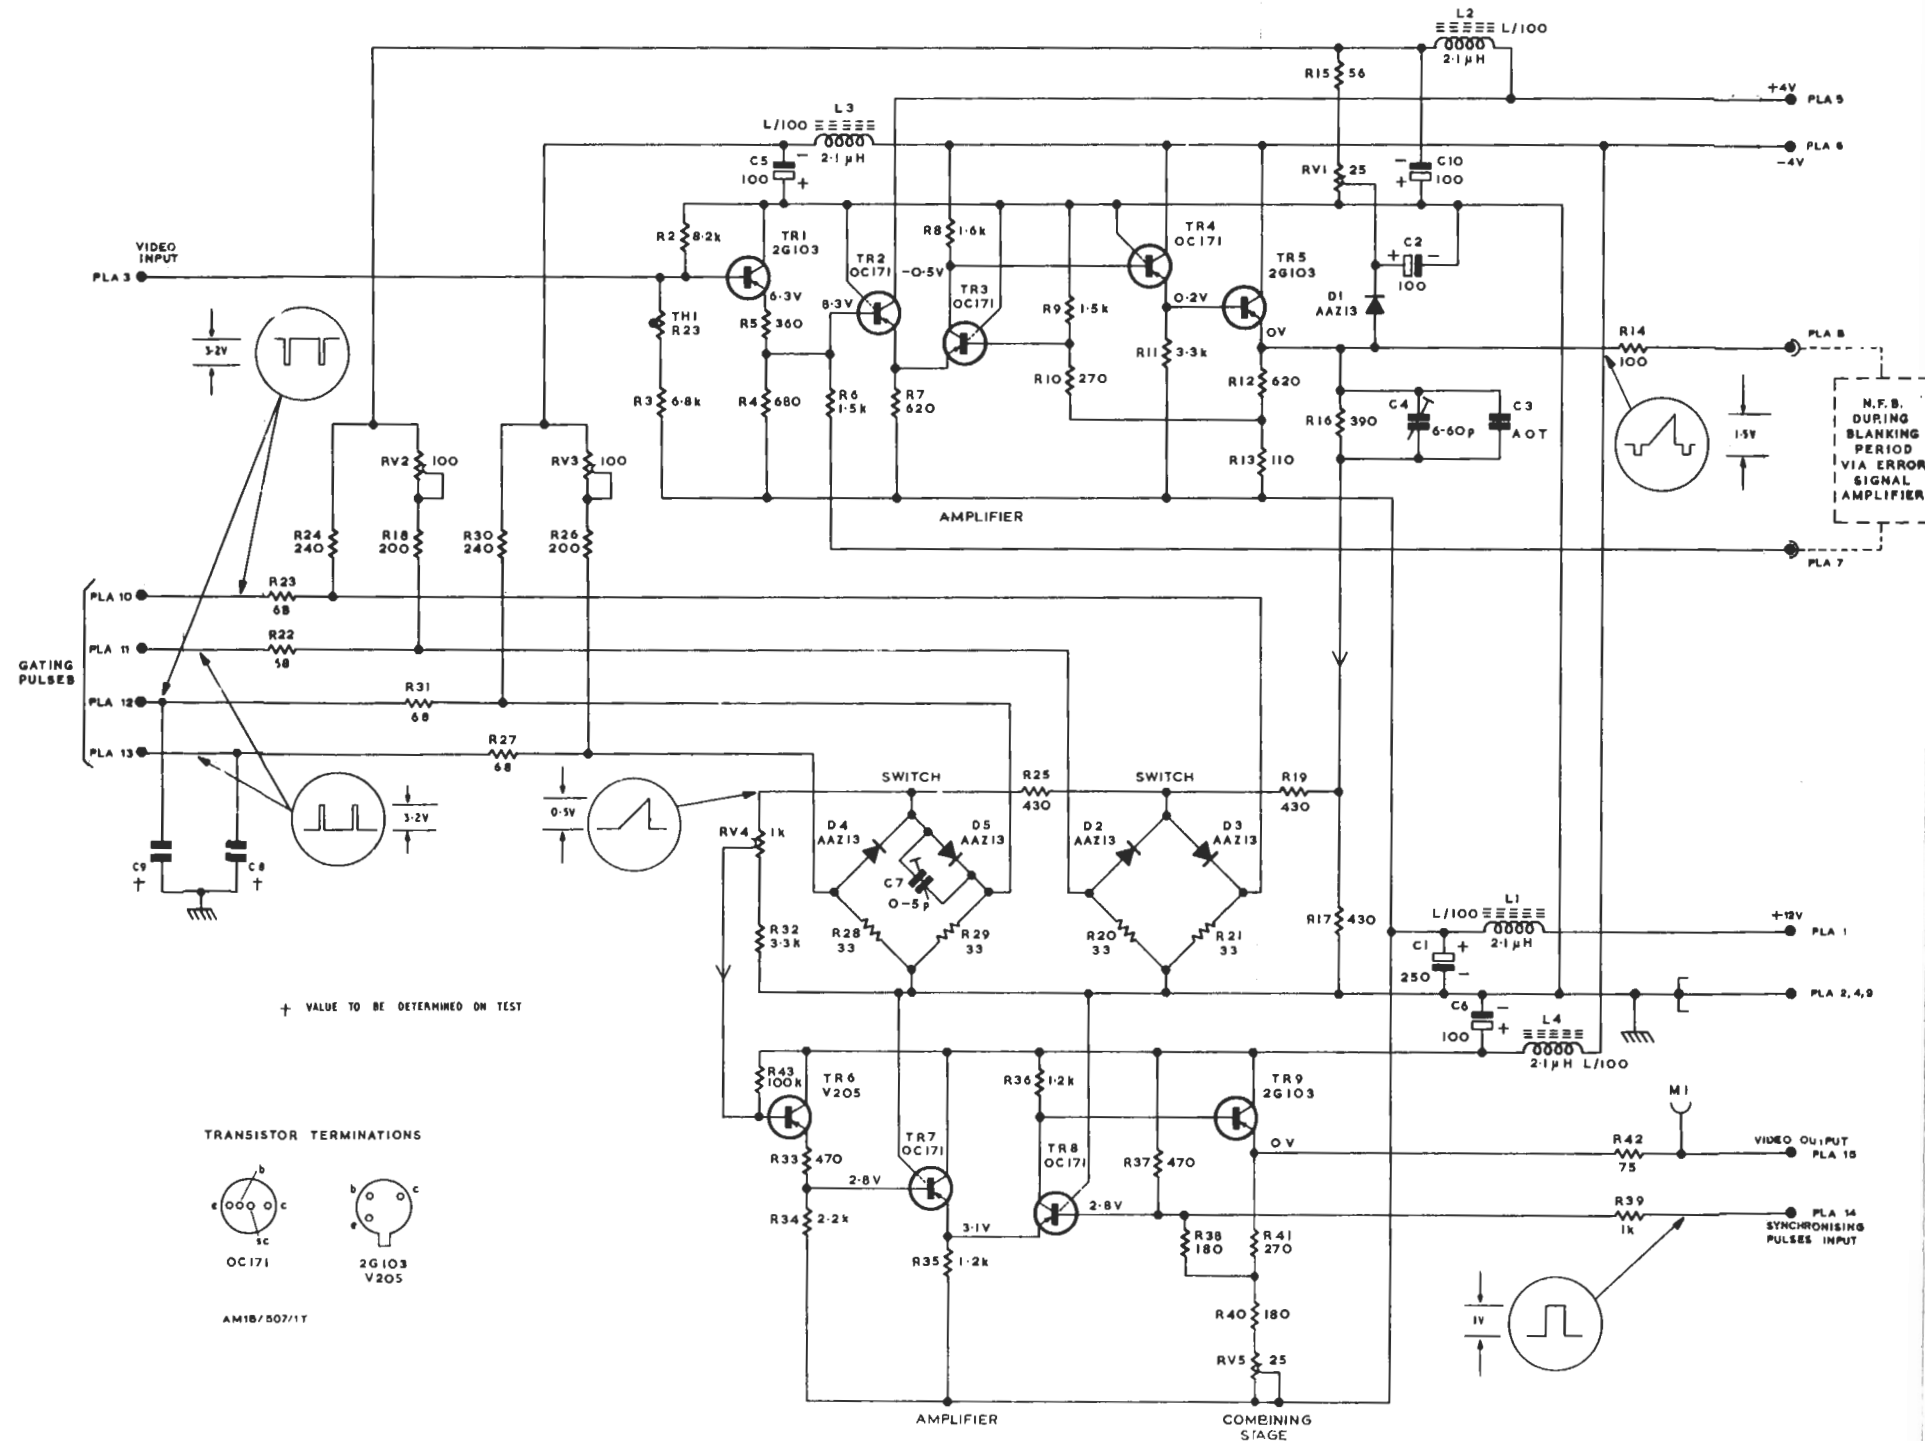 L2
L/100
2·1μH
R15 56
+4V
PLA 5
L3
L/100
2·1μH
PLA 6
-4V
C5
100
RV1 25
C10
100
R2 8·2k
TR1
2G103
R8 1·6k
TR4
OC171
VIDEO
INPUT
PLA 3
TR2
OC171
-0·5V
TR3
OC171
TR5
2G103
C2
100
6·3V
8·3V
0·2V
TH1
R23
R5 360
R9 1·5k
D1
AAZ13
0V
R14
100
PLA 8
3·2V
R11 3·3k
R10 270
R12 620
R3 6·8k
R4 680
R6
1·5k
R7
620
R16 390
C4
6-60p
C3
AOT
1·5V
N.F.B.
DURING
BLANKING
PERIOD
VIA ERROR
SIGNAL
AMPLIFIER
RV2 100
RV3 100
R13 110
AMPLIFIER
R24
240
R18
200
R30
240
R26
200
PLA 7
PLA 10
R23
68
PLA 11
R22
58
GATING
PULSES
PLA 12
R31
68
PLA 13
R27
68
SWITCH
R25
430
SWITCH
R19
430
3·2V
0·5V
RV4 1k
D4
AAZ13
D5
AAZ13
D2
AAZ13
D3
AAZ13
C9
†
C8
†
C7
0-5p
R32
3·3k
R28
33
R29
33
R20
33
R21
33
R17 430
L1
L/100
2·1μH
+12V
PLA 1
C1
250
† VALUE TO BE DETERMINED ON TEST
C6
100
PLA 2,4,9
L4
2·1μH L/100
R43
100k
TR6
V205
R36 1·2k
TR9
2G103
M1
TRANSISTOR TERMINATIONS
TR7
OC171
TR8
OC171
0V
R42
75
VIDEO OUTPUT
PLA 15
R33 470
R37 470
b
e
c
sc
OC171
b
c
e
2G103
V205
2·8V
2·8V
R39
1k
PLA 14
SYNCHRONISING
PULSES INPUT
R34 2·2k
3·1V
R38
180
R41
270
R35 1·2k
R40 180
1V
AM18/507/1T
RV5 25
AMPLIFIER
COMBINING
STAGE